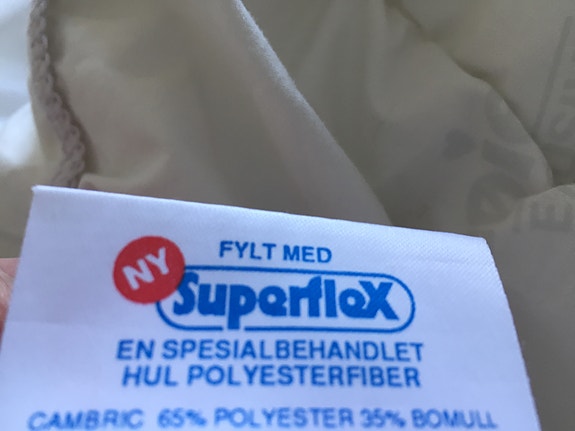 FYLT MED
NY
Superflex
EN SPESIALBEHANDLET
HUL POLYESTERFIBER
CAMBRIC 65% POLYESTER 35% BOMULL